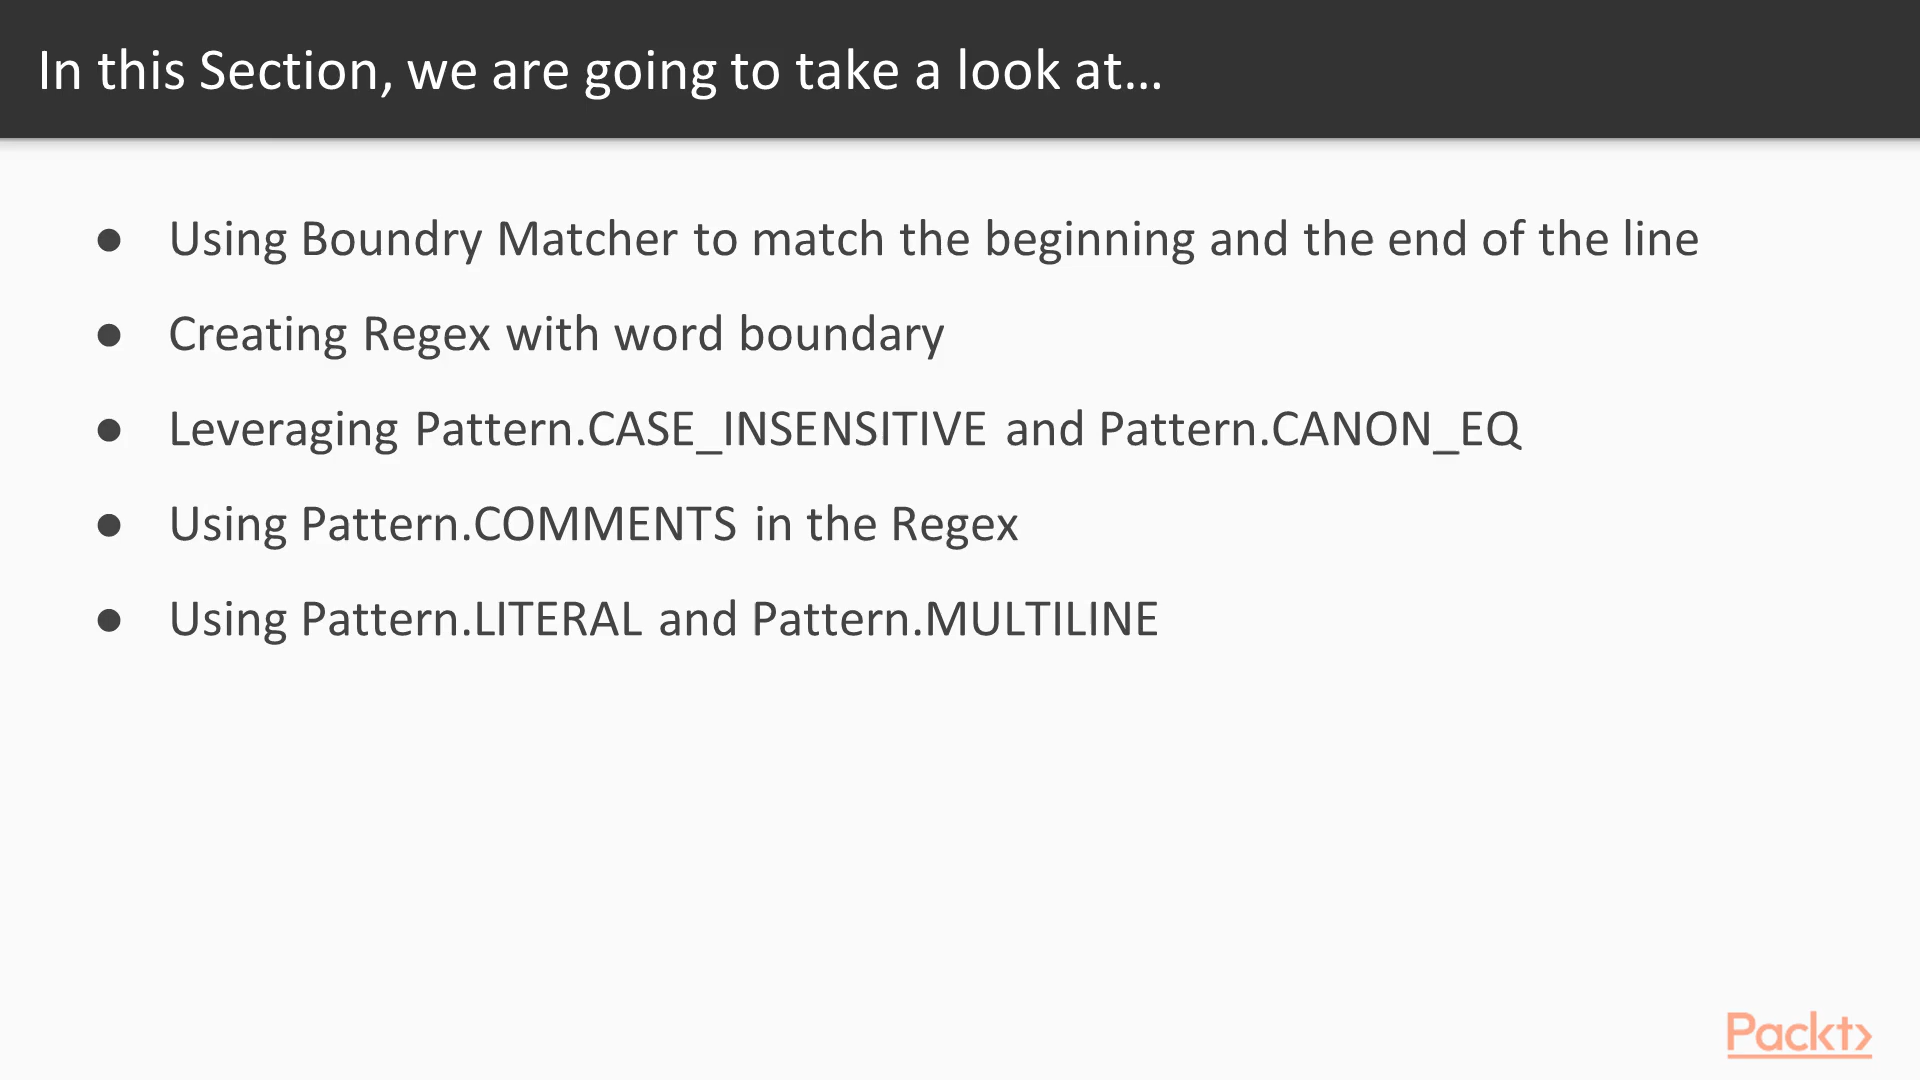 In this Section, we are going to take a look at…
● Using Boundry Matcher to match the beginning and the end of the line
● Creating Regex with word boundary
● Leveraging Pattern.CASE_INSENSITIVE and Pattern.CANON_EQ
● Using Pattern.COMMENTS in the Regex
● Using Pattern.LITERAL and Pattern.MULTILINE
Packt>